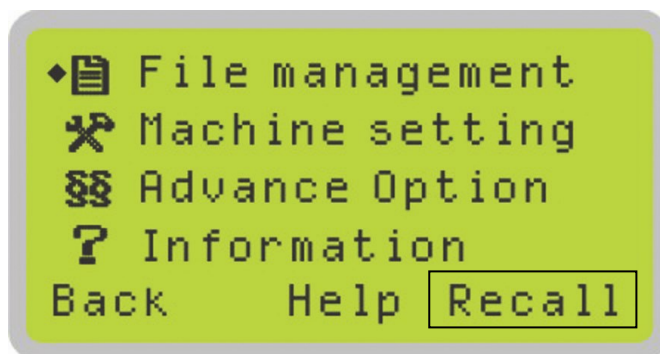 File management
Machine setting
Advance Option
Information
Back Help Recall